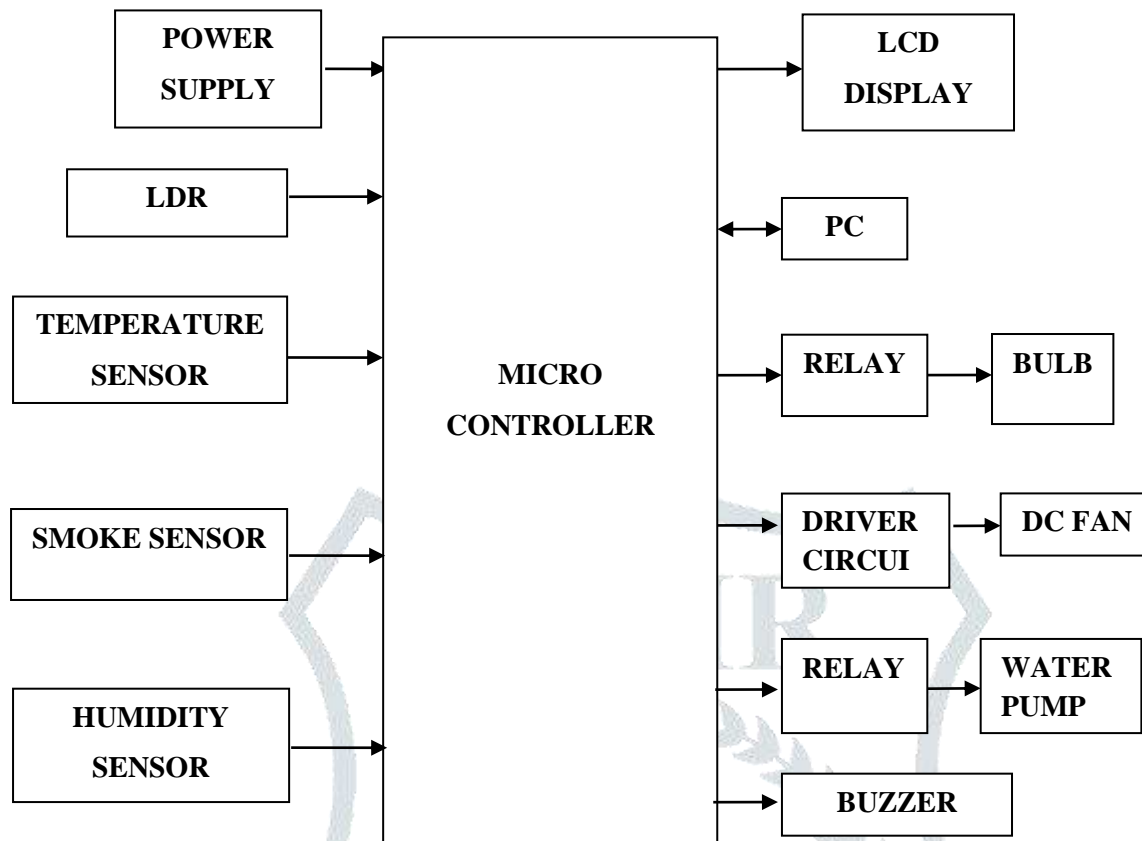 POWER
SUPPLY
LDR
TEMPERATURE
SENSOR
SMOKE SENSOR
HUMIDITY
SENSOR
MICRO
CONTROLLER
LCD
DISPLAY
PC
RELAY
BULB
DRIVER
CIRCUI
DC FAN
RELAY
WATER
PUMP
BUZZER